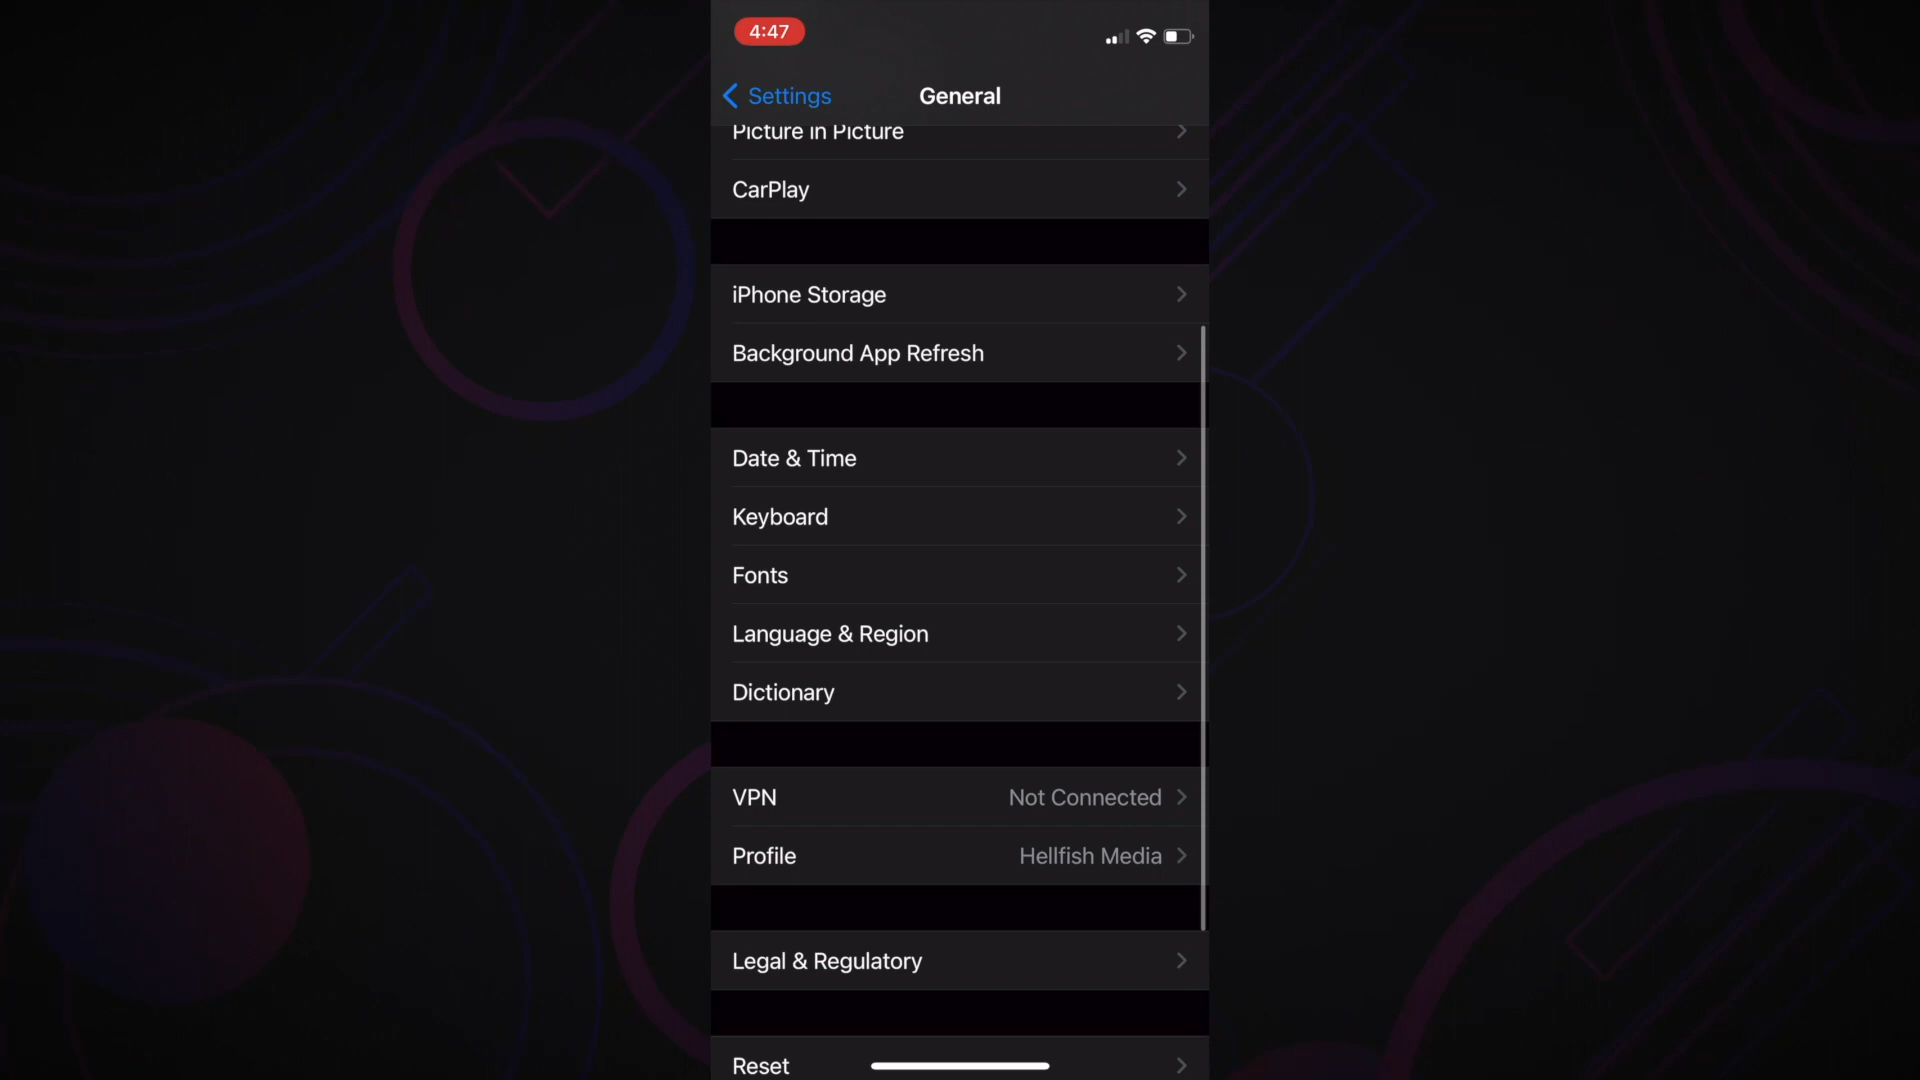 4:47
Settings
General
Picture in Picture
CarPlay
iPhone Storage
Background App Refresh
Date & Time
Keyboard
Fonts
Language & Region
Dictionary
VPN Not Connected
Profile Hellfish Media
Legal & Regulatory
Reset